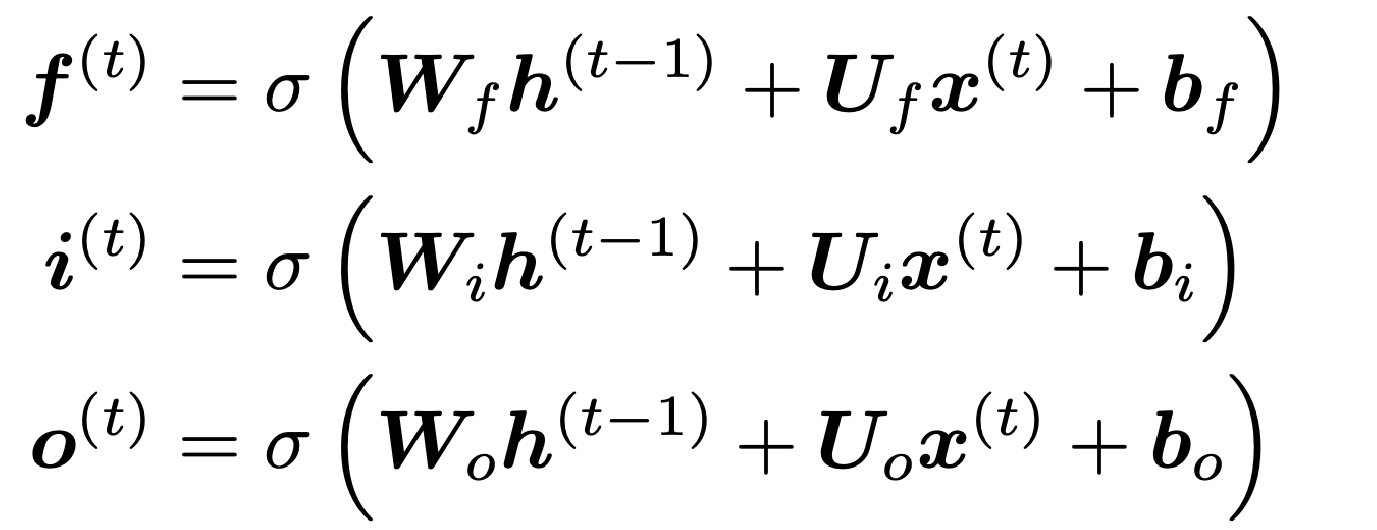 𝒇^(t) = σ (𝑾_f 𝒉^(t−1) + 𝑼_f 𝒙^(t) + 𝒃_f)
𝒊^(t) = σ (𝑾_i 𝒉^(t−1) + 𝑼_i 𝒙^(t) + 𝒃_i)
𝒐^(t) = σ (𝑾_o 𝒉^(t−1) + 𝑼_o 𝒙^(t) + 𝒃_o)